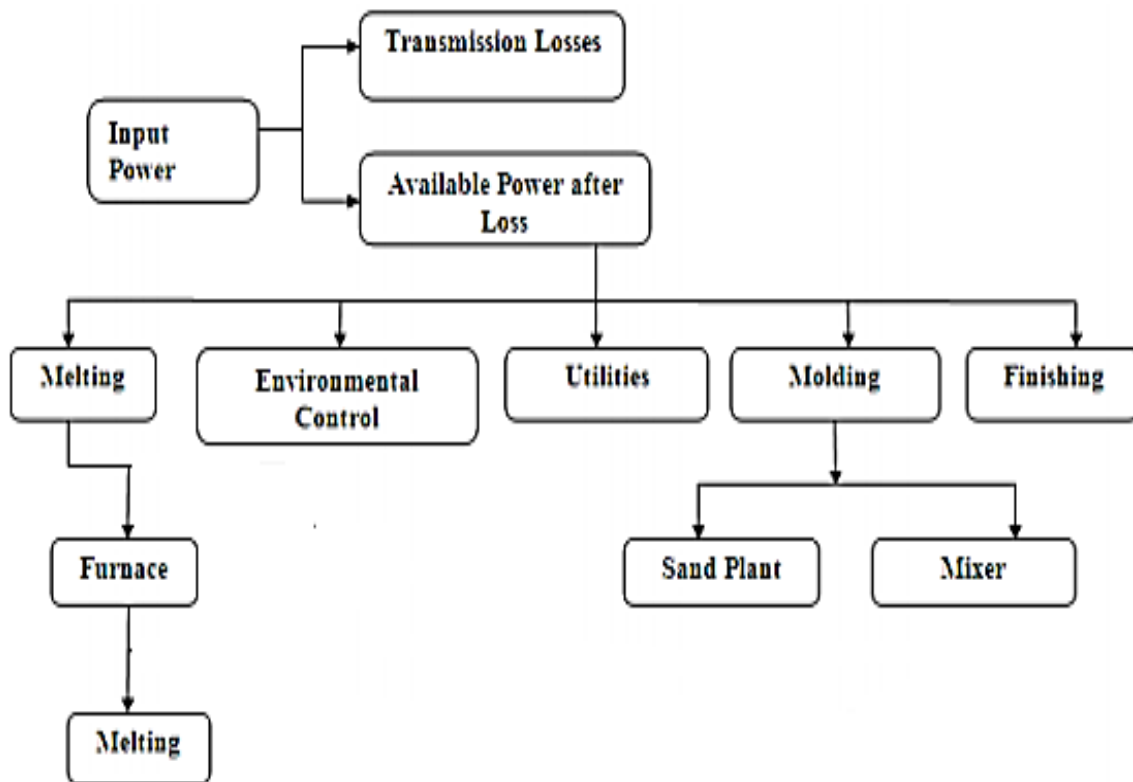 Transmission Losses
Input
Power
Available Power after
Loss
Melting
Environmental
Control
Utilities
Molding
Finishing
Furnace
Sand Plant
Mixer
Melting